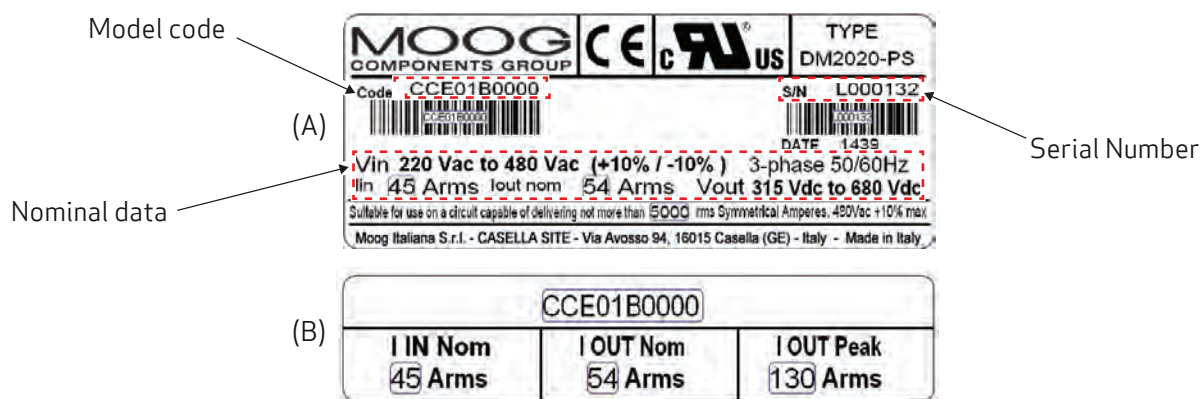 Model code
MOOG
COMPONENTS GROUP
CE
c RU® US
TYPE
DM2020-PS
Code CCE01B0000
CCE01B0000
S/N L000132
L000132
DATE 1439
(A)
Serial Number
Nominal data
Vin 220 Vac to 480 Vac (+10% / -10% ) 3-phase 50/60Hz
Iin 45 Arms Iout nom 54 Arms Vout 315 Vdc to 680 Vdc
Suitable for use on a circuit capable of delivering not more than 5000 rms Symmetrical Amperes, 480Vac +10% max
Moog Italiana S.r.l. - CASELLA SITE - Via Avosso 94, 16015 Casella (GE) - Italy - Made in Italy
(B)
CCE01B0000
I IN Nom
45 Arms
I OUT Nom
54 Arms
I OUT Peak
130 Arms